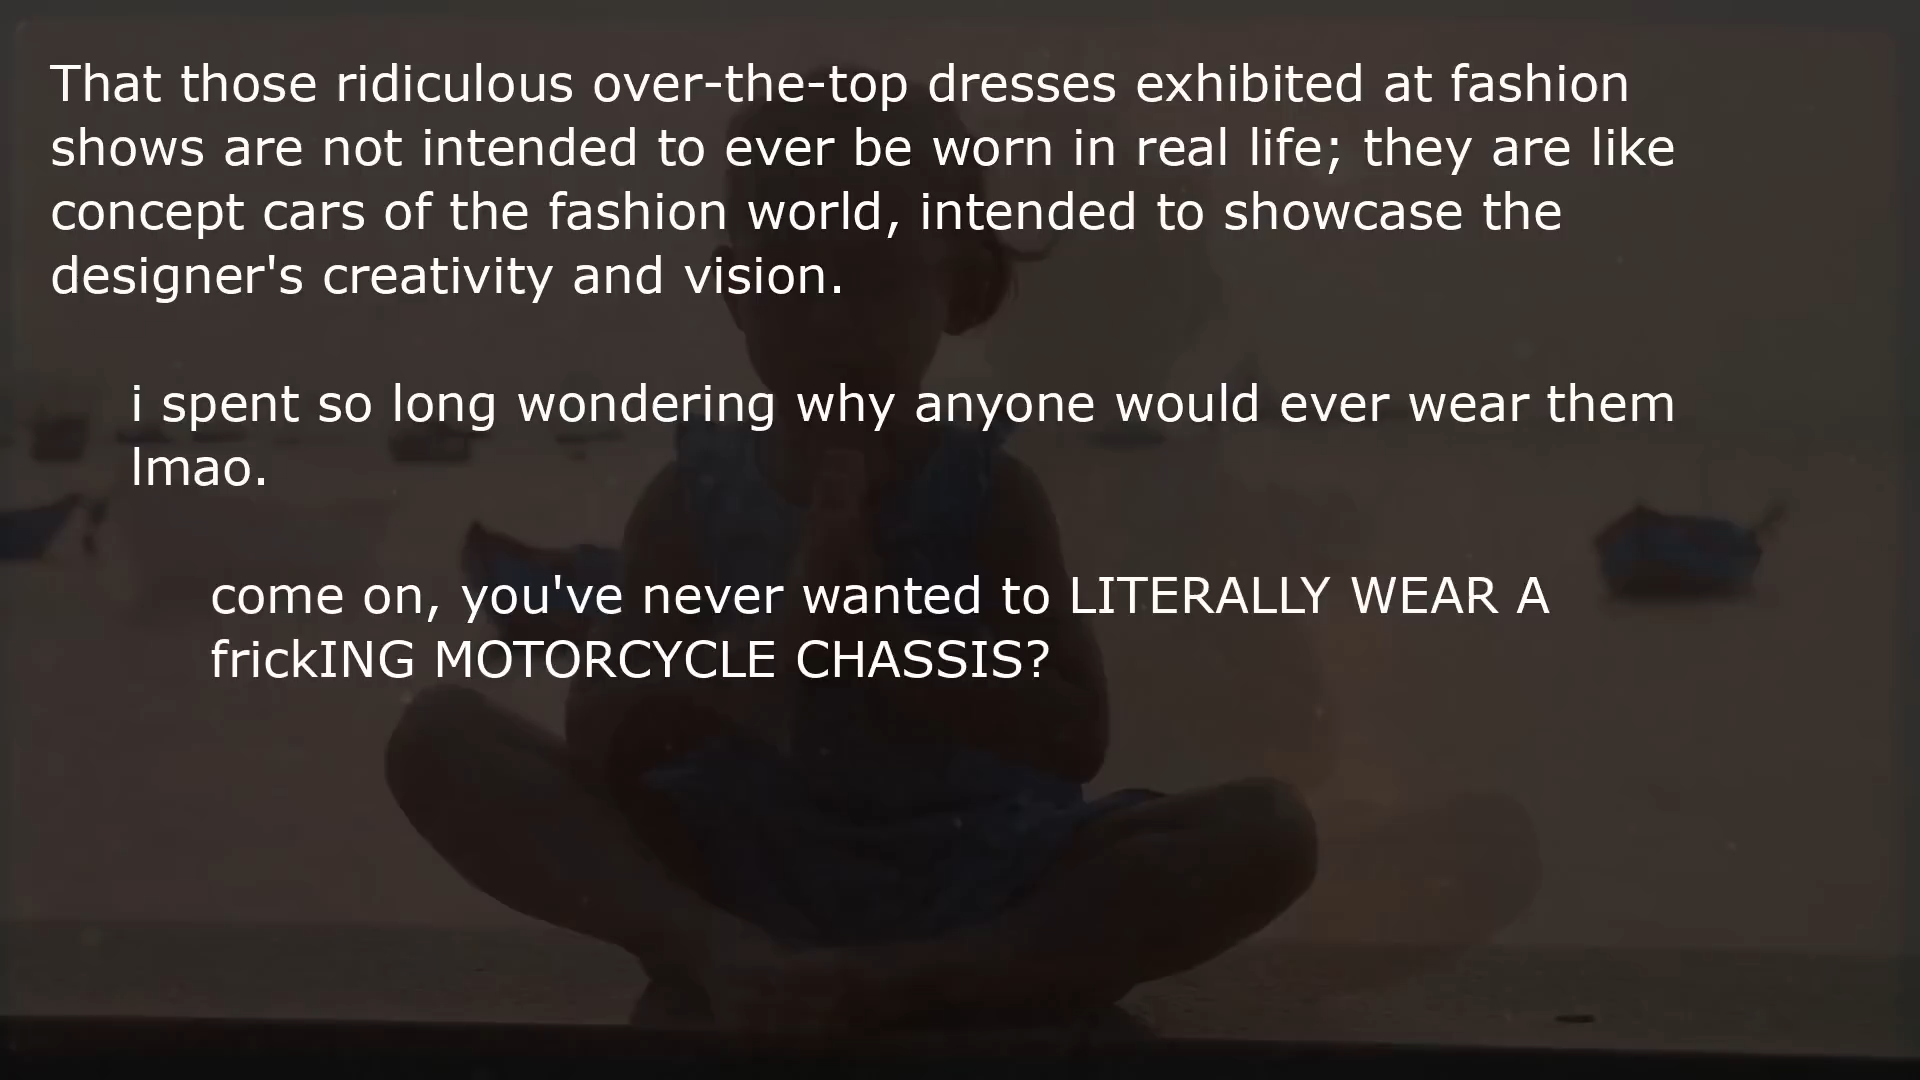 That those ridiculous over-the-top dresses exhibited at fashion
shows are not intended to ever be worn in real life; they are like
concept cars of the fashion world, intended to showcase the
designer's creativity and vision.
i spent so long wondering why anyone would ever wear them
lmao.
come on, you've never wanted to LITERALLY WEAR A
frickING MOTORCYCLE CHASSIS?